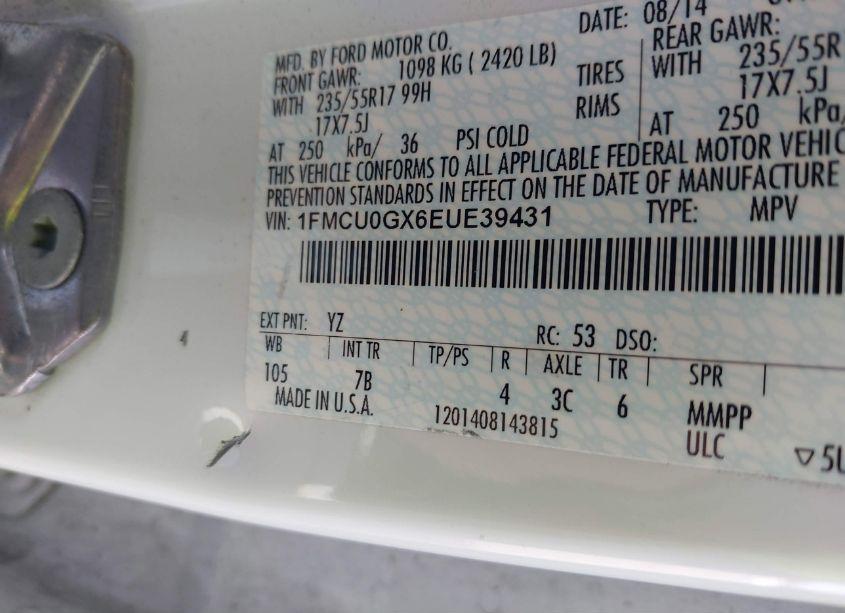 DATE: 08/14
MFD. BY FORD MOTOR CO.
FRONT GAWR: 1098 KG ( 2420 LB) REAR GAWR:
WITH 235/55R17 99H TIRES WITH 235/55R
17X7.5J RIMS 17X7.5J
AT 250 kPa/ 36 PSI COLD AT 250 kPa/
THIS VEHICLE CONFORMS TO ALL APPLICABLE FEDERAL MOTOR VEHIC
PREVENTION STANDARDS IN EFFECT ON THE DATE OF MANUFACTURE
VIN: 1FMCU0GX6EUE39431 TYPE: MPV
EXT PNT: YZ RC: 53 DSO:
WB INT TR TP/PS R AXLE TR SPR
105 7B 4 3C 6 MMPP
MADE IN U.S.A. 1201408143815 ULC
▽5U